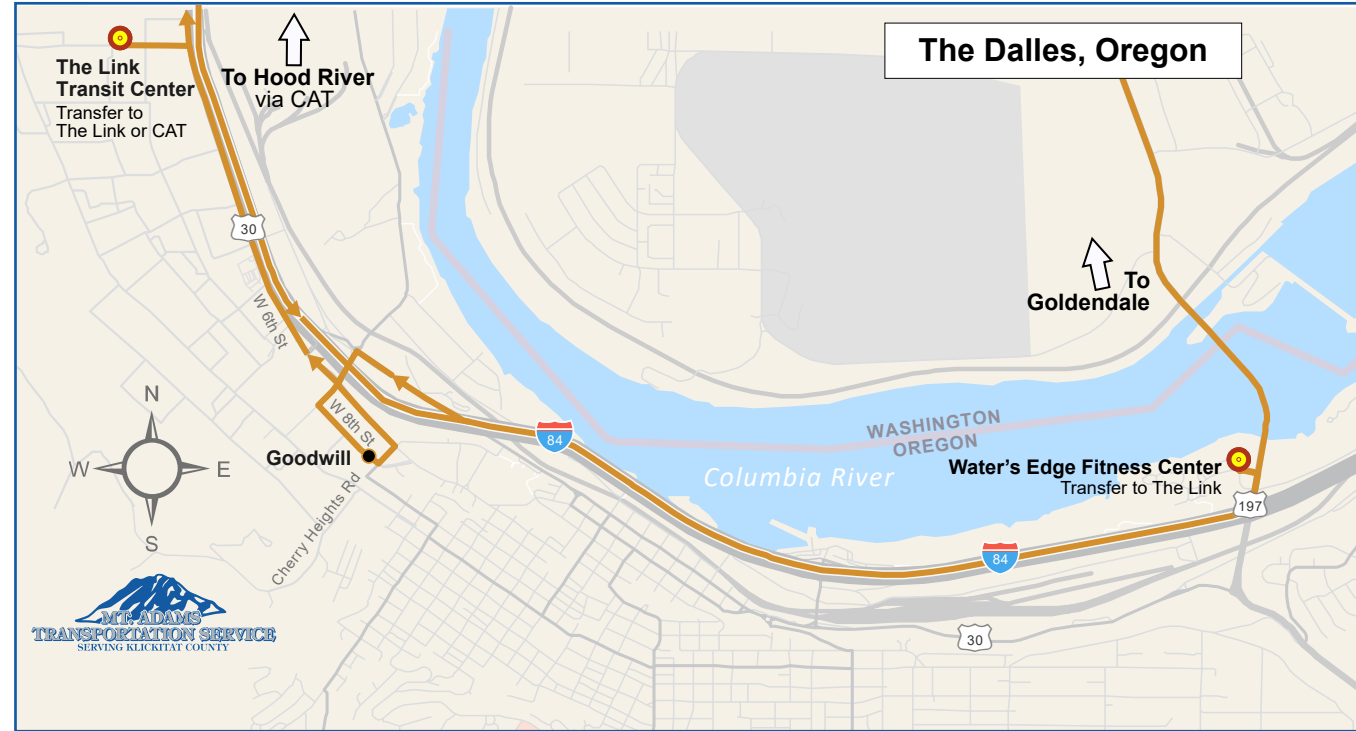 The Dalles, Oregon
The Link
Transit Center
Transfer to
The Link or CAT
To Hood River
via CAT
30
W 6th St
To
Goldendale
N
W
E
S
W 8th St
Goodwill
Cherry Heights Rd
84
WASHINGTON
OREGON
Columbia River
Water's Edge Fitness Center
Transfer to The Link
197
84
30
MT. ADAMS
TRANSPORTATION SERVICE
SERVING KLICKITAT COUNTY